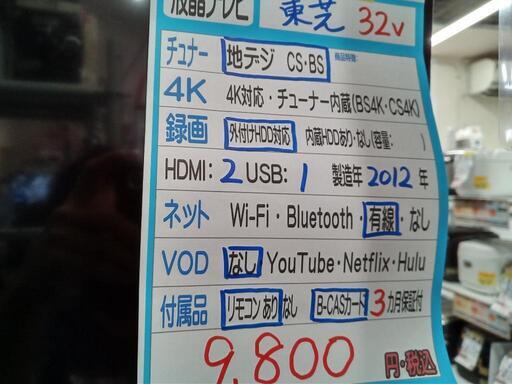 液晶テレビ 東芝 32v
チュナー 地デジ CS・BS 商品特徴:
4K 4K対応・チューナー内蔵(BS4K・CS4K)
録画 外付けHDD対応 内蔵HDDあり・なし(容量: )
HDMI: 2 USB: 1 製造年 2012 年
ネット Wi-Fi・Bluetooth・有線・なし
VOD なし・YouTube・Netflix・Hulu
付属品 リモコンあり なし B-CASカード 3カ月保証付
9,800 円・税込